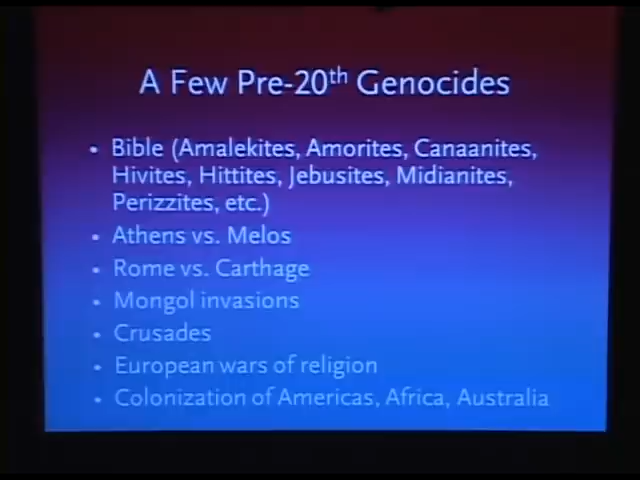 A Few Pre-20th Genocides
• Bible (Amalekites, Amorites, Canaanites,
Hivites, Hittites, Jebusites, Midianites,
Perizzites, etc.)
• Athens vs. Melos
• Rome vs. Carthage
• Mongol invasions
• Crusades
• European wars of religion
• Colonization of Americas, Africa, Australia